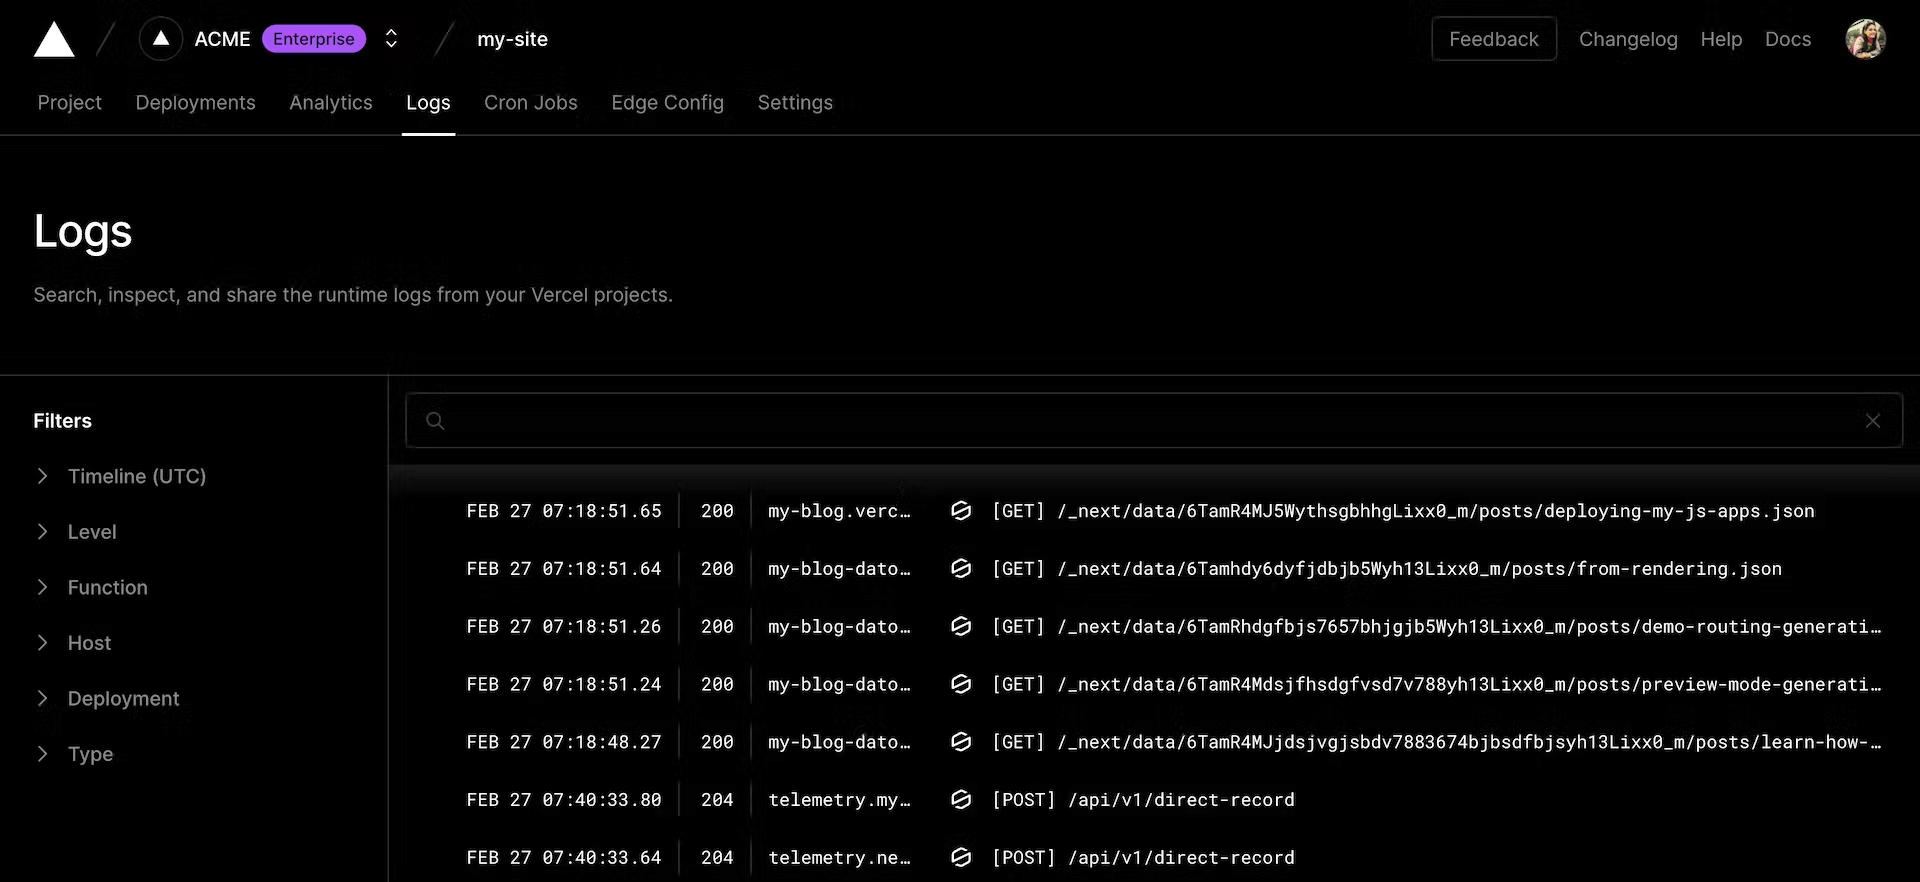 ACME Enterprise my-site Feedback Changelog Help Docs
Project Deployments Analytics Logs Cron Jobs Edge Config Settings
Logs
Search, inspect, and share the runtime logs from your Vercel projects.
Filters
Timeline (UTC)
Level
Function
Host
Deployment
Type
FEB 27 07:18:51.65 200 my-blog.verc… [GET] /_next/data/6TamR4MJ5WythsgbhhgLixx0_m/posts/deploying-my-js-apps.json
FEB 27 07:18:51.64 200 my-blog-dato… [GET] /_next/data/6Tamhdy6dyfjdbjb5Wyh13Lixx0_m/posts/from-rendering.json
FEB 27 07:18:51.26 200 my-blog-dato… [GET] /_next/data/6TamRhdgfbjs7657bhjgjb5Wyh13Lixx0_m/posts/demo-routing-generati…
FEB 27 07:18:51.24 200 my-blog-dato… [GET] /_next/data/6TamR4Mdsjfhsdgfvsd7v788yh13Lixx0_m/posts/preview-mode-generati…
FEB 27 07:18:48.27 200 my-blog-dato… [GET] /_next/data/6TamR4MJjdsjvgjsbdv7883674bjbsdfbjsyh13Lixx0_m/posts/learn-how-…
FEB 27 07:40:33.80 204 telemetry.my… [POST] /api/v1/direct-record
FEB 27 07:40:33.64 204 telemetry.ne… [POST] /api/v1/direct-record